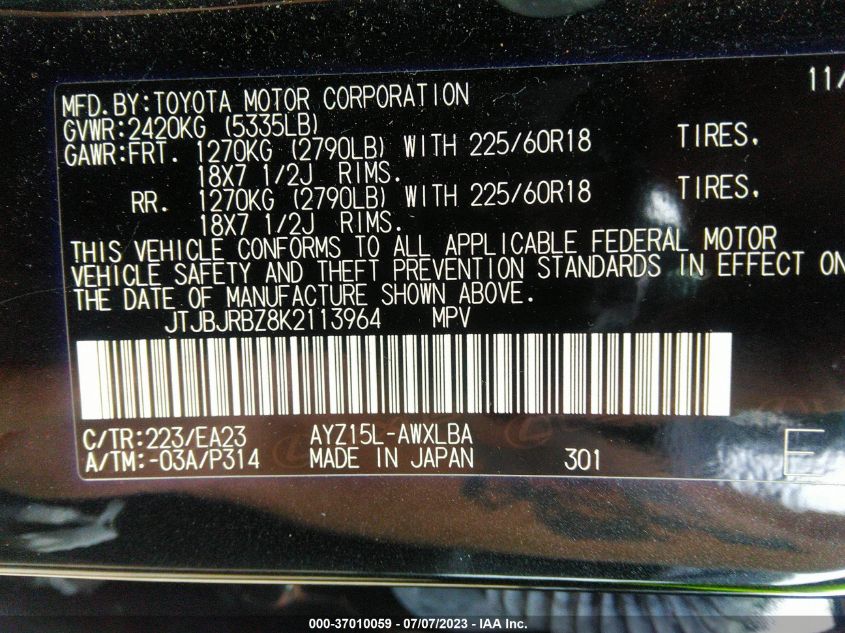 11/
MFD.BY:TOYOTA MOTOR CORPORATION
GVWR:2420KG (5335LB)
GAWR:FRT. 1270KG (2790LB) WITH 225/60R18 TIRES.
18X7 1/2J RIMS.
RR. 1270KG (2790LB) WITH 225/60R18 TIRES.
18X7 1/2J RIMS.
THIS VEHICLE CONFORMS TO ALL APPLICABLE FEDERAL MOTOR
VEHICLE SAFETY AND THEFT PREVENTION STANDARDS IN EFFECT ON
THE DATE OF MANUFACTURE SHOWN ABOVE.
JTJBJRBZ8K2113964 MPV
C/TR:223/EA23 AYZ15L-AWXLBA
A/TM:-03A/P314 MADE IN JAPAN 301 E
000-37010059 - 07/07/2023 - IAA Inc.